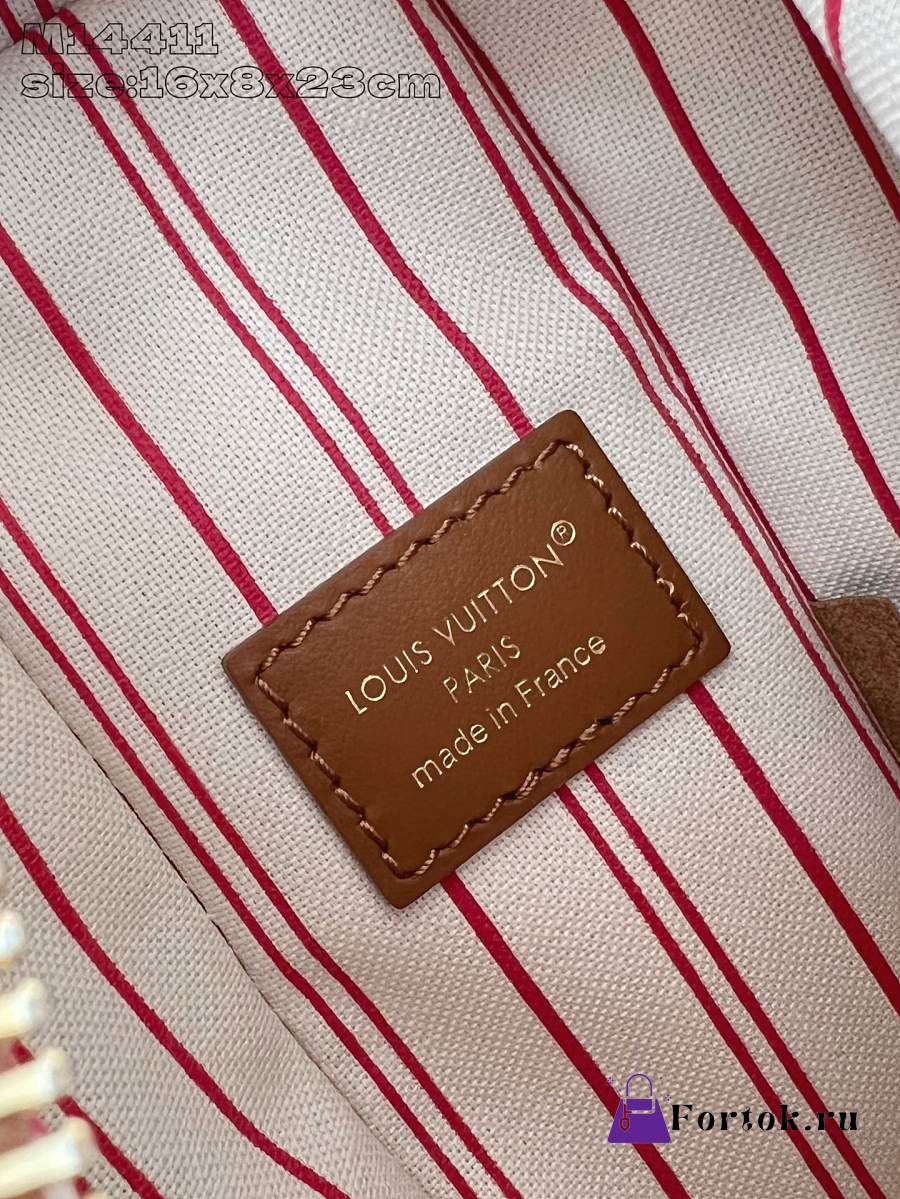 M14411
size:16x8x23cm
LOUIS VUITTON®
PARIS
made in France
Fortok.ru